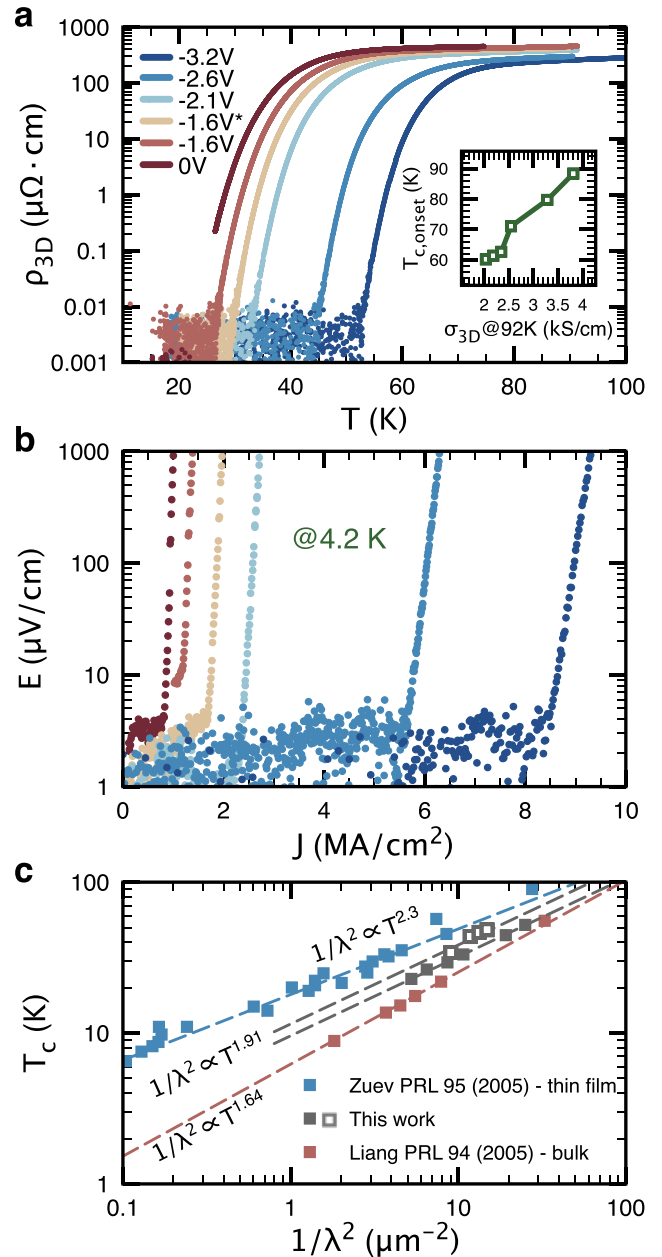 a
1000
100
10
1
0.1
0.01
0.001
ρ3D (μΩ·cm)
-3.2V
-2.6V
-2.1V
-1.6V*
-1.6V
0V
90
80
70
60
Tc,onset (K)
2 2.5 3 3.5 4
σ3D@92K (kS/cm)
20 40 60 80 100
T (K)
b
1000
100
10
1
E (μV/cm)
@4.2 K
0 2 4 6 8 10
J (MA/cm²)
c
100
10
1
Tc (K)
1/λ² ∝ T^2.3
1/λ² ∝ T^1.91
1/λ² ∝ T^1.64
Zuev PRL 95 (2005) - thin film
This work
Liang PRL 94 (2005) - bulk
0.1 1 10 100
1/λ² (μm⁻²)